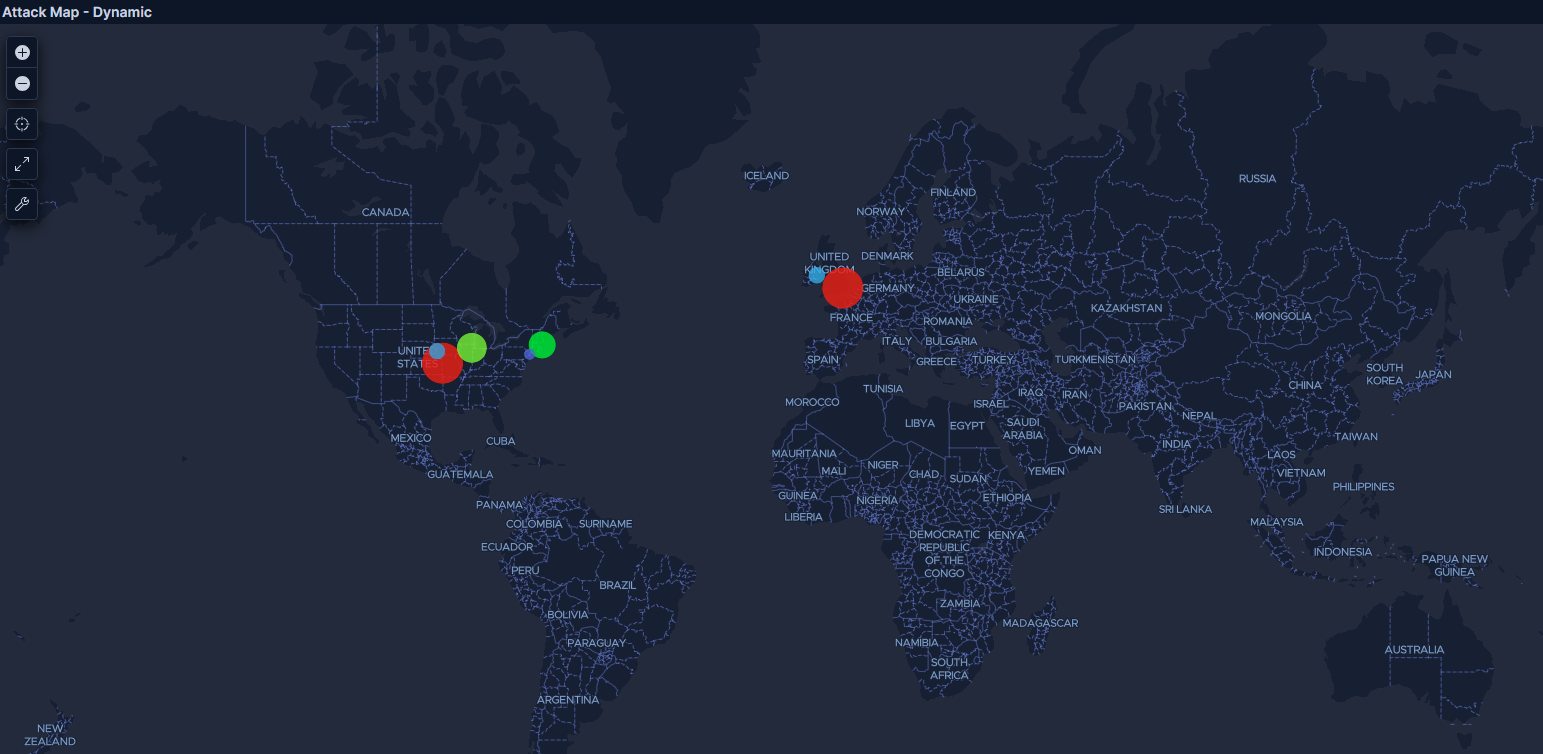 Attack Map - Dynamic
ICELAND
RUSSIA
FINLAND
CANADA
NORWAY
UNITED
KINGDOM
DENMARK
BELARUS
GERMANY
UKRAINE
KAZAKHSTAN
MONGOLIA
FRANCE
ROMANIA
ITALY
BULGARIA
UNITED
STATES
SPAIN
GREECE
TURKEY
TURKMENISTAN
SOUTH
KOREA
JAPAN
CHINA
TUNISIA
MOROCCO
ISRAEL
IRAQ
IRAN
PAKISTAN
NEPAL
LIBYA
EGYPT
SAUDI
ARABIA
TAIWAN
MEXICO
CUBA
INDIA
OMAN
MAURITANIA
LAOS
GUATEMALA
MALI
NIGER
CHAD
SUDAN
YEMEN
VIETNAM
PHILIPPINES
PANAMA
GUINEA
NIGERIA
ETHIOPIA
SRI LANKA
LIBERIA
COLOMBIA
SURINAME
MALAYSIA
ECUADOR
DEMOCRATIC
REPUBLIC
OF THE
CONGO
KENYA
INDONESIA
PAPUA NEW
GUINEA
PERU
BRAZIL
ZAMBIA
BOLIVIA
MADAGASCAR
PARAGUAY
NAMIBIA
AUSTRALIA
SOUTH
AFRICA
ARGENTINA
NEW
ZEALAND